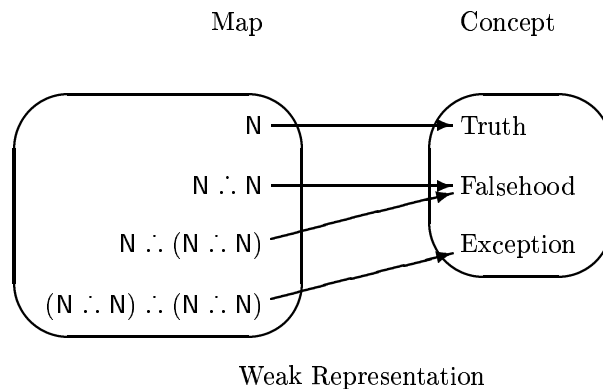 Map Concept
N Truth
N ∴ N Falsehood
N ∴ (N ∴ N)
Exception
(N ∴ N) ∴ (N ∴ N)
Weak Representation